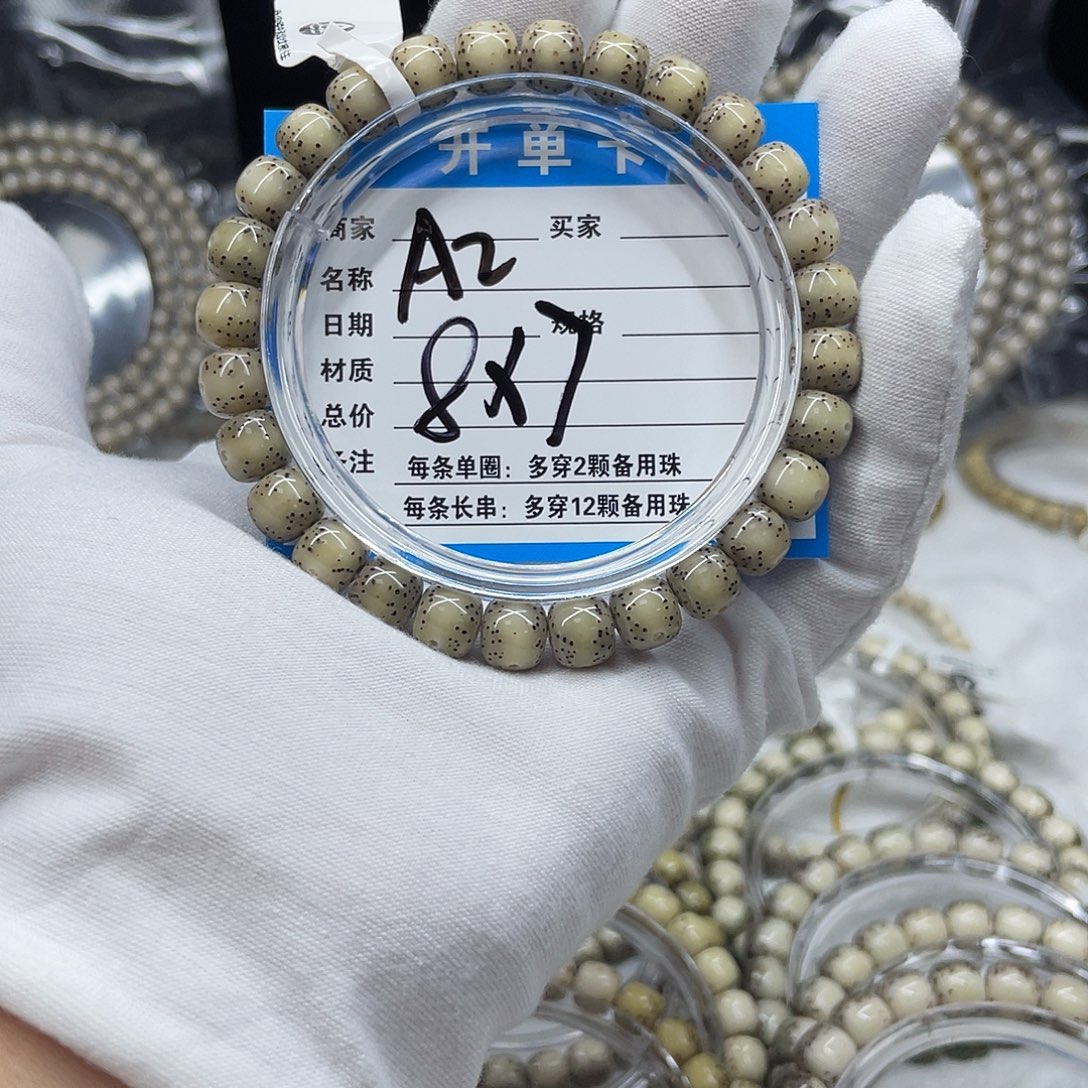 开单卡
商家 A2 买家
名称
日期 8x7 规格
材质
总价
备注 每条单圈：多穿2颗备用珠
每条长串：多穿12颗备用珠